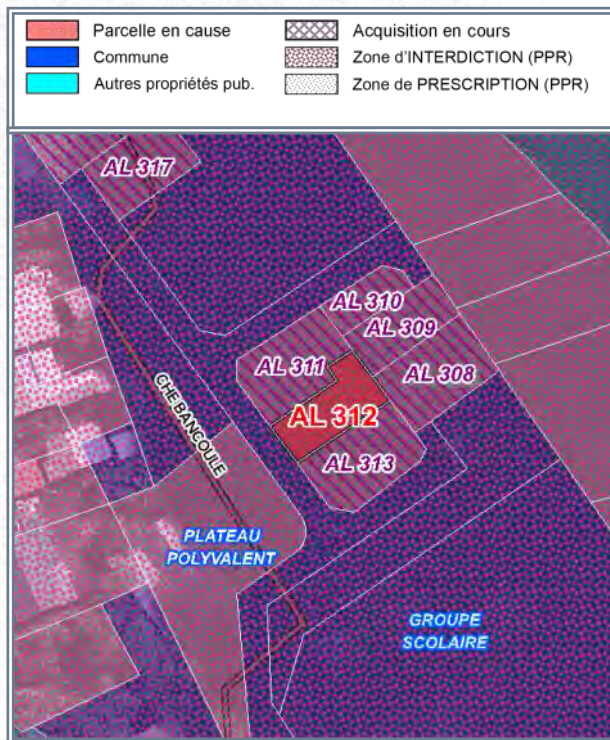 Parcelle en cause
Acquisition en cours
Commune
Zone d'INTERDICTION (PPR)
Autres propriétés pub.
Zone de PRESCRIPTION (PPR)
AL 317
AL 310
AL 309
AL 311
AL 308
CHE BANCOULE
AL 312
AL 313
PLATEAU
POLYVALENT
GROUPE
SCOLAIRE